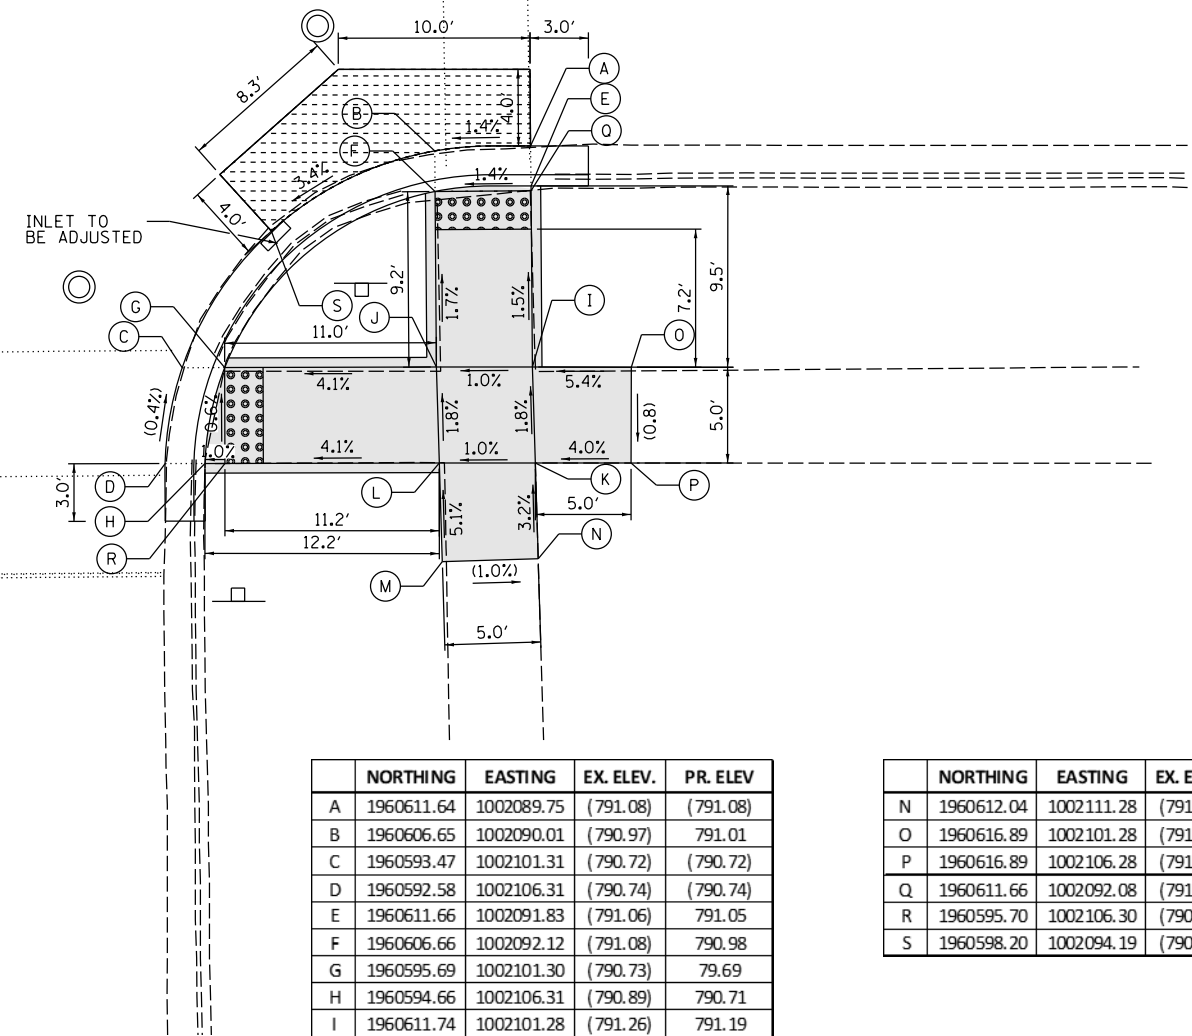 10.0'
3.0'
8.3'
A
E
Q
B
F
4.0'
1.4%
1.4%
3.4%
4.0'
INLET TO
BE ADJUSTED
9.2'
1.7%
1.5%
7.2'
9.5'
S
I
G
J
O
C
11.0'
4.1%
1.0%
5.4%
(0.4%)
0.6%
1.8%
1.8%
(0.8)
5.0'
1.0%
4.1%
1.0%
4.0%
3.0'
D
L
K
P
H
11.2'
5.1%
3.2%
5.0'
R
12.2'
N
M
(1.0%)
5.0'
NORTHING EASTING EX. ELEV. PR. ELEV
A 1960611.64 1002089.75 (791.08) (791.08)
B 1960606.65 1002090.01 (790.97) 791.01
C 1960593.47 1002101.31 (790.72) (790.72)
D 1960592.58 1002106.31 (790.74) (790.74)
E 1960611.66 1002091.83 (791.06) 791.05
F 1960606.66 1002092.12 (791.08) 790.98
G 1960595.69 1002101.30 (790.73) 79.69
H 1960594.66 1002106.31 (790.89) 790.71
I 1960611.74 1002101.28 (791.26) 791.19
NORTHING EASTING EX. E
N 1960612.04 1002111.28 (791
O 1960616.89 1002101.28 (791
P 1960616.89 1002106.28 (791
Q 1960611.66 1002092.08 (791
R 1960595.70 1002106.30 (790
S 1960598.20 1002094.19 (790